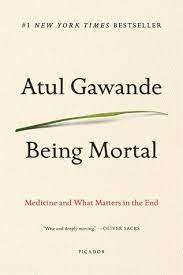 #1 NEW YORK TIMES BESTSELLER
Atul Gawande
Being Mortal
Medicine and What Matters in the End
"Wise and deeply moving." —OLIVER SACKS
PICADOR